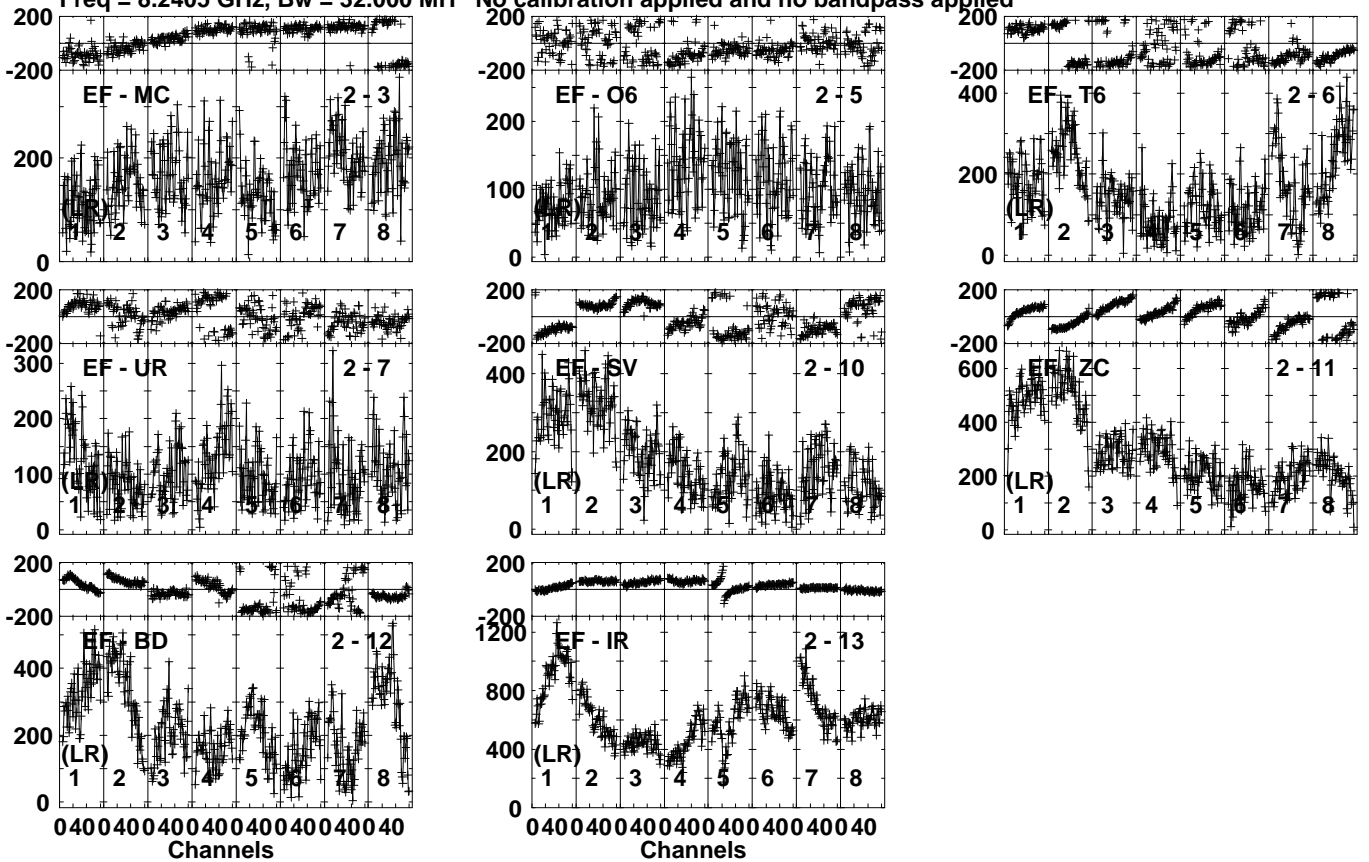 Freq = 8.2405 GHz, Bw = 32.000 MH No calibration applied and no bandpass applied
200
-200
EF - MC 2 - 3
200
0
(LR)
1 2 3 4 5 6 7 8
200
-200
EF - O6 2 - 5
200
100
0
(LR)
1 2 3 4 5 6 7 8
200
-200
EF - T6 2 - 6
400
200
0
(LR)
1 2 3 4 5 6 7 8
200
-200
EF - UR 2 - 7
300
200
100
0
(LR)
1 2 3 4 5 6 7 8
200
-200
EF - SV 2 - 10
400
200
0
(LR)
1 2 3 4 5 6 7 8
200
-200
EF - ZC 2 - 11
600
400
200
0
(LR)
1 2 3 4 5 6 7 8
200
-200
EF - BD 2 - 12
400
200
0
(LR)
1 2 3 4 5 6 7 8
0 40 0 40 0 40 0 40 0 40 0 40 0 40 0 40
Channels
200
-200
EF - IR 2 - 13
1200
800
400
0
(LR)
1 2 3 4 5 6 7 8
0 40 0 40 0 40 0 40 0 40 0 40 0 40 0 40
Channels